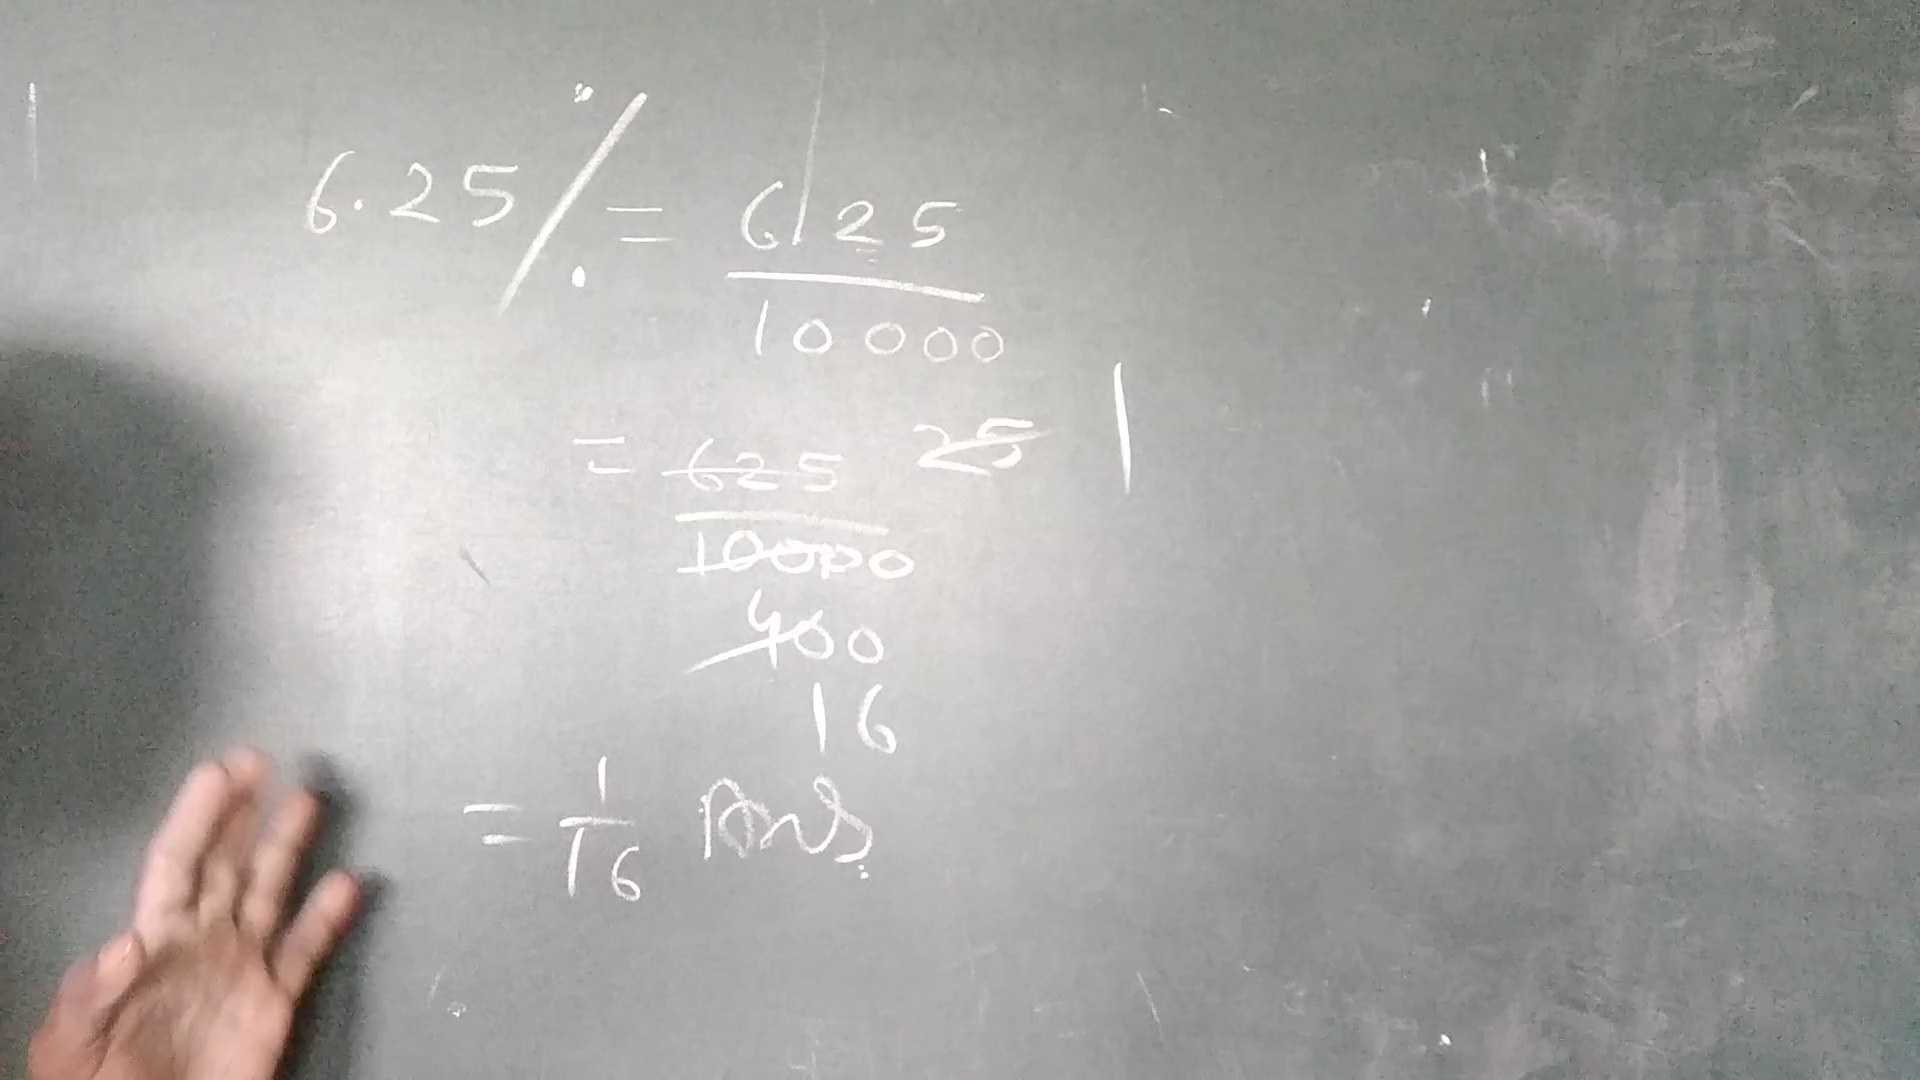 6.25% = 625
10000
= 625 25 1
10000
400
16
= 1/16 Ans